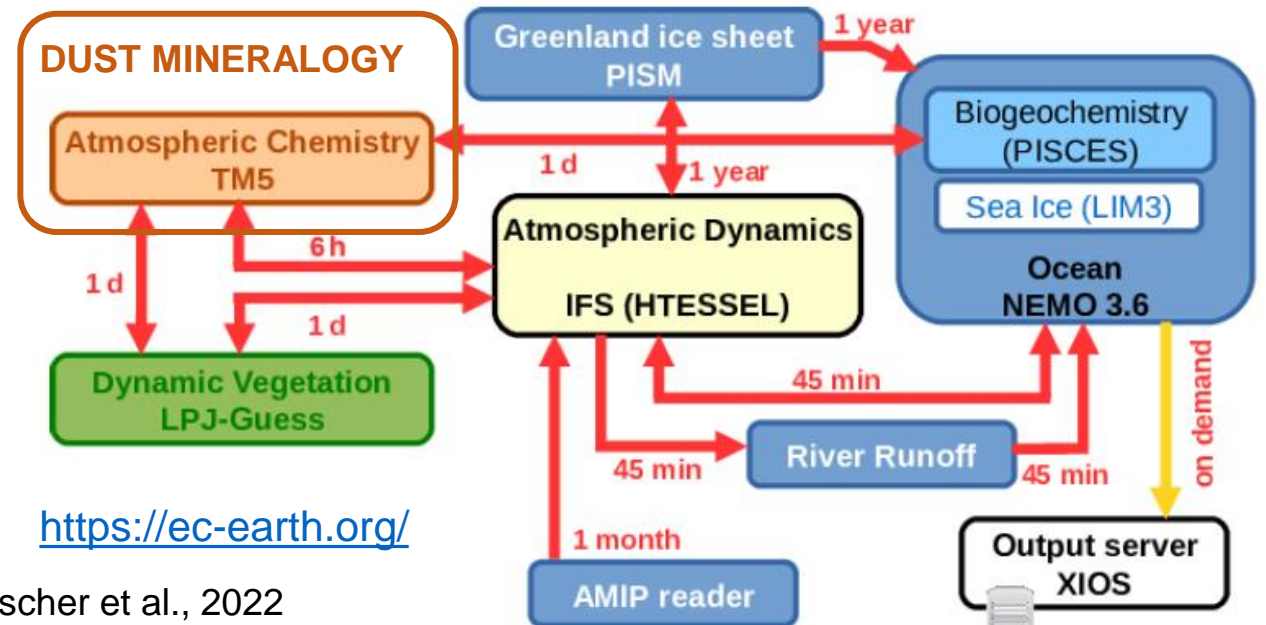 DUST MINERALOGY
Atmospheric Chemistry
TM5
Greenland ice sheet
PISM
1 year
Biogeochemistry
(PISCES)
Sea Ice (LIM3)
Ocean
NEMO 3.6
1 d
1 year
Atmospheric Dynamics
IFS (HTESSEL)
6 h
1 d
1 d
Dynamic Vegetation
LPJ-Guess
45 min
45 min
River Runoff
45 min
on demand
1 month
AMIP reader
Output server
XIOS
https://ec-earth.org/
scher et al., 2022